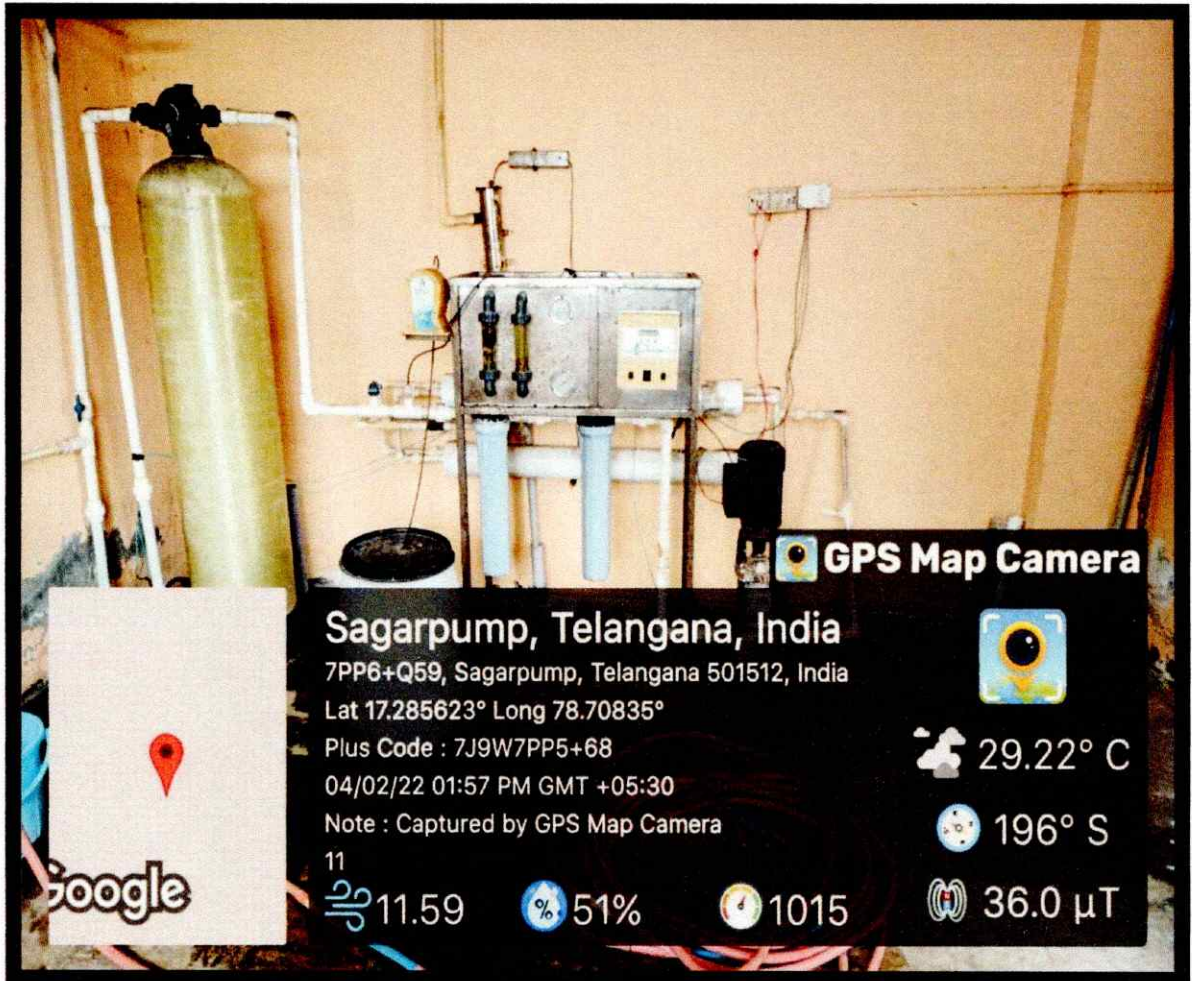 GPS Map Camera
Sagarpump, Telangana, India
7PP6+Q59, Sagarpump, Telangana 501512, India
Lat 17.285623° Long 78.70835°
Plus Code : 7J9W7PP5+68
04/02/22 01:57 PM GMT +05:30
Note : Captured by GPS Map Camera
11
Google
11.59
% 51%
1015
29.22° C
196° S
36.0 µT